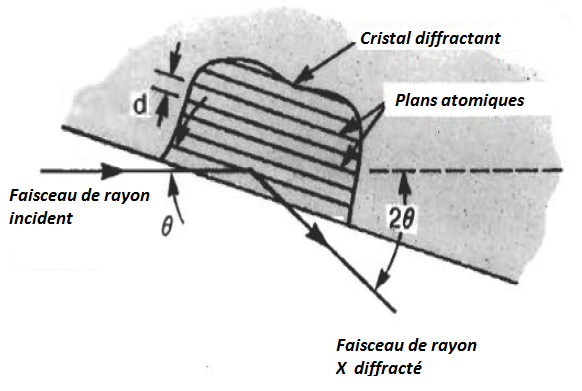 Cristal diffractant
d
Plans atomiques
Faisceau de rayon
incident
θ
2θ
Faisceau de rayon
X diffracté